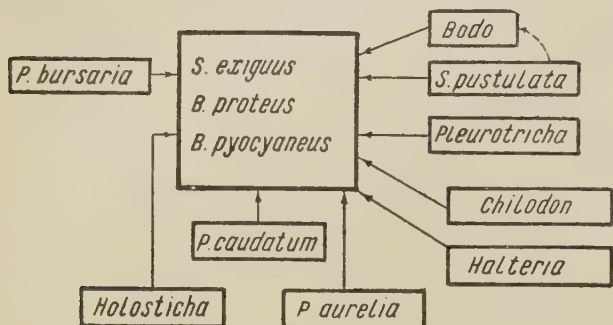 Bodo
P. bursaria
S. exiguus
B. proteus
B. pyocyaneus
S. pustulata
Pleurotricha
Chilodon
P. caudatum
Halteria
Holosticha
P aurelia